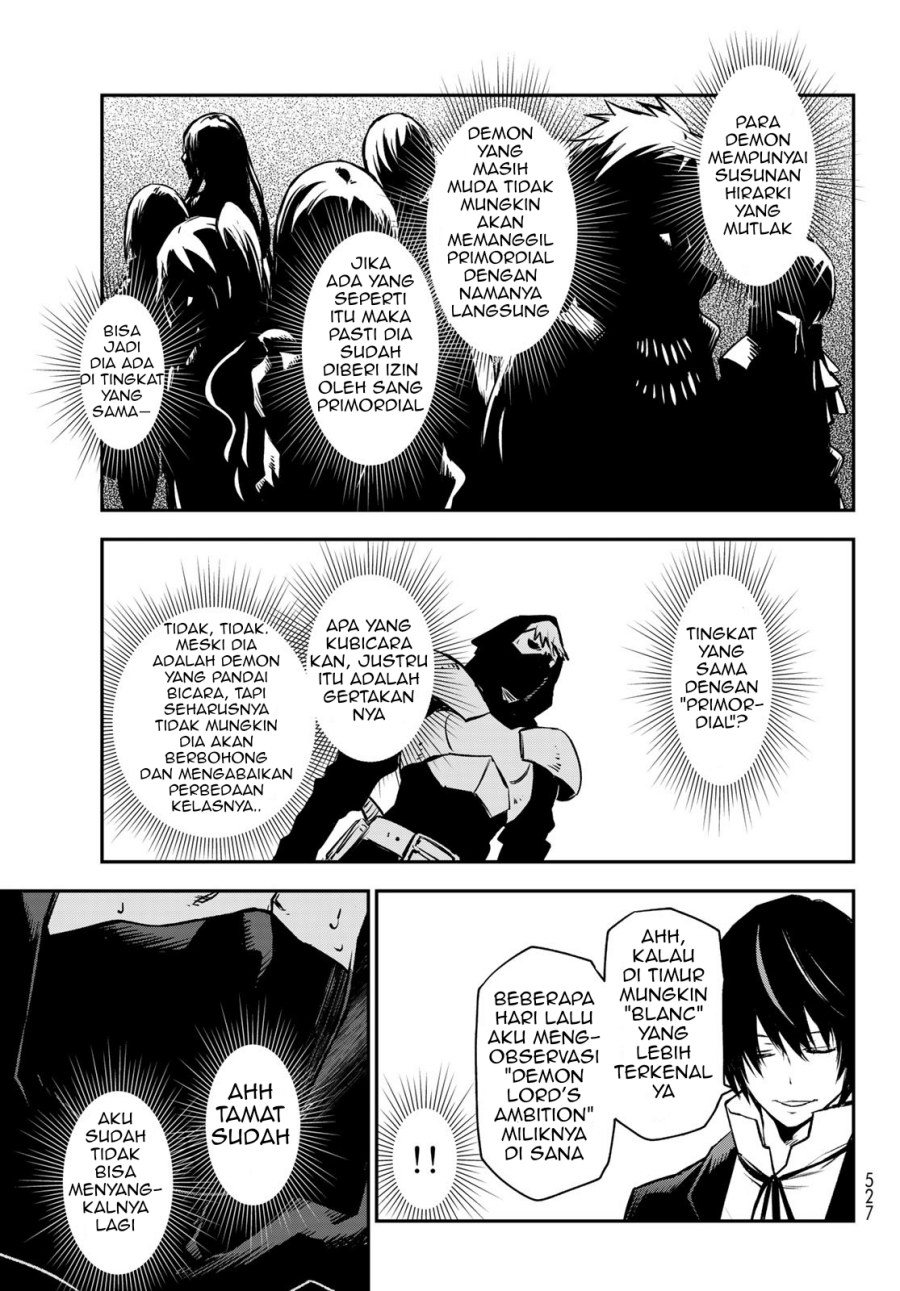 PARA
DEMON
MEMPUNYAI
SUSUNAN
HIRARKI
YANG
MUTLAK
DEMON
YANG
MASIH
MUDA TIDAK
MUNGKIN
AKAN
MEMANGGIL
PRIMORDIAL
DENGAN
NAMANYA
LANGSUNG
JIKA
ADA YANG
SEPERTI
ITU MAKA
PASTI DIA
SUDAH
DIBERI IZIN
OLEH SANG
PRIMORDIAL
BISA
JADI
DIA ADA
DI TINGKAT
YANG
SAMA–
TINGKAT
YANG
SAMA
DENGAN
"PRIMOR-
DIAL"?
APA YANG
KUBICARA
KAN, JUSTRU
ITU ADALAH
GERTAKAN
NYA
TIDAK, TIDAK.
MESKI DIA
ADALAH DEMON
YANG PANDAI
BICARA, TAPI
SEHARUSNYA
TIDAK MUNGKIN
DIA AKAN
BERBOHONG
DAN MENGABAIKAN
PERBEDAAN
KELASNYA..
AHH,
KALAU
DI TIMUR
MUNGKIN
"BLANC"
YANG
LEBIH
TERKENAL
YA
BEBERAPA
HARI LALU
AKU MENG-
OBSERVASI
"DEMON
LORD'S
AMBITION"
MILIKNYA
DI SANA
!!
AHH
TAMAT
SUDAH
AKU
SUDAH
TIDAK
BISA
MENYANG-
KALNYA
LAGI
527